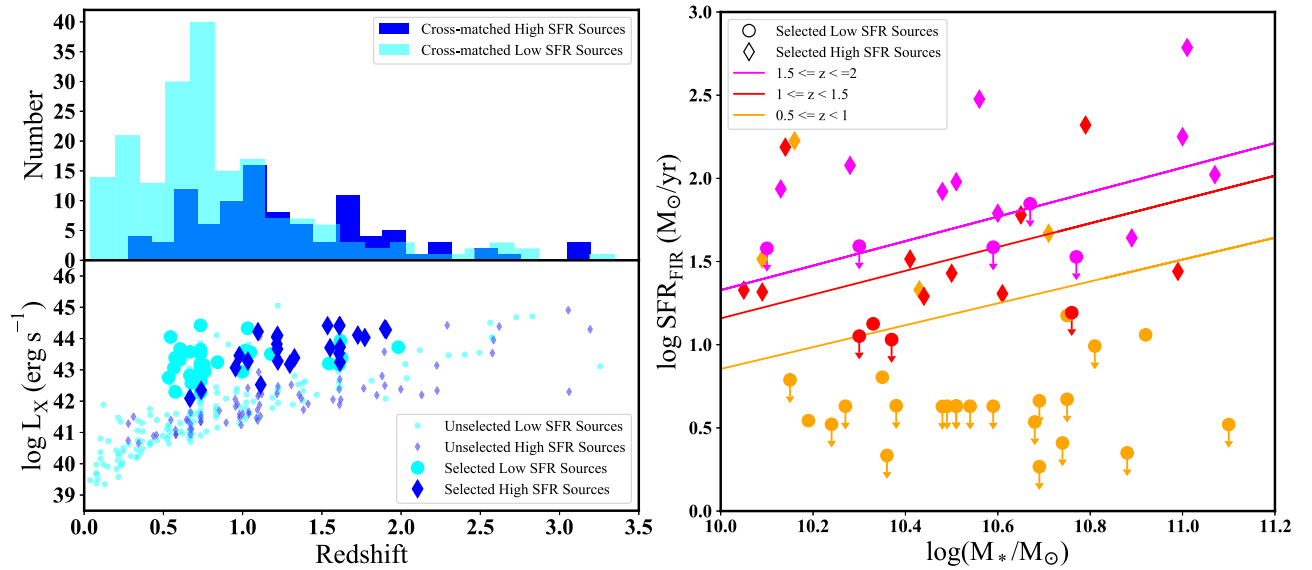 40
35
30
25
20
15
10
5
0
Number
Cross-matched High SFR Sources
Cross-matched Low SFR Sources
46
45
44
43
42
41
40
39
log L_X (erg s^−1)
Unselected Low SFR Sources
Unselected High SFR Sources
Selected Low SFR Sources
Selected High SFR Sources
0.0 0.5 1.0 1.5 2.0 2.5 3.0 3.5
Redshift
3.0
2.5
2.0
1.5
1.0
0.5
0.0
log SFR_FIR (M_⊙/yr)
Selected Low SFR Sources
Selected High SFR Sources
1.5 <= z < =2
1 <= z < 1.5
0.5 <= z < 1
10.0 10.2 10.4 10.6 10.8 11.0 11.2
log(M_*/M_⊙)